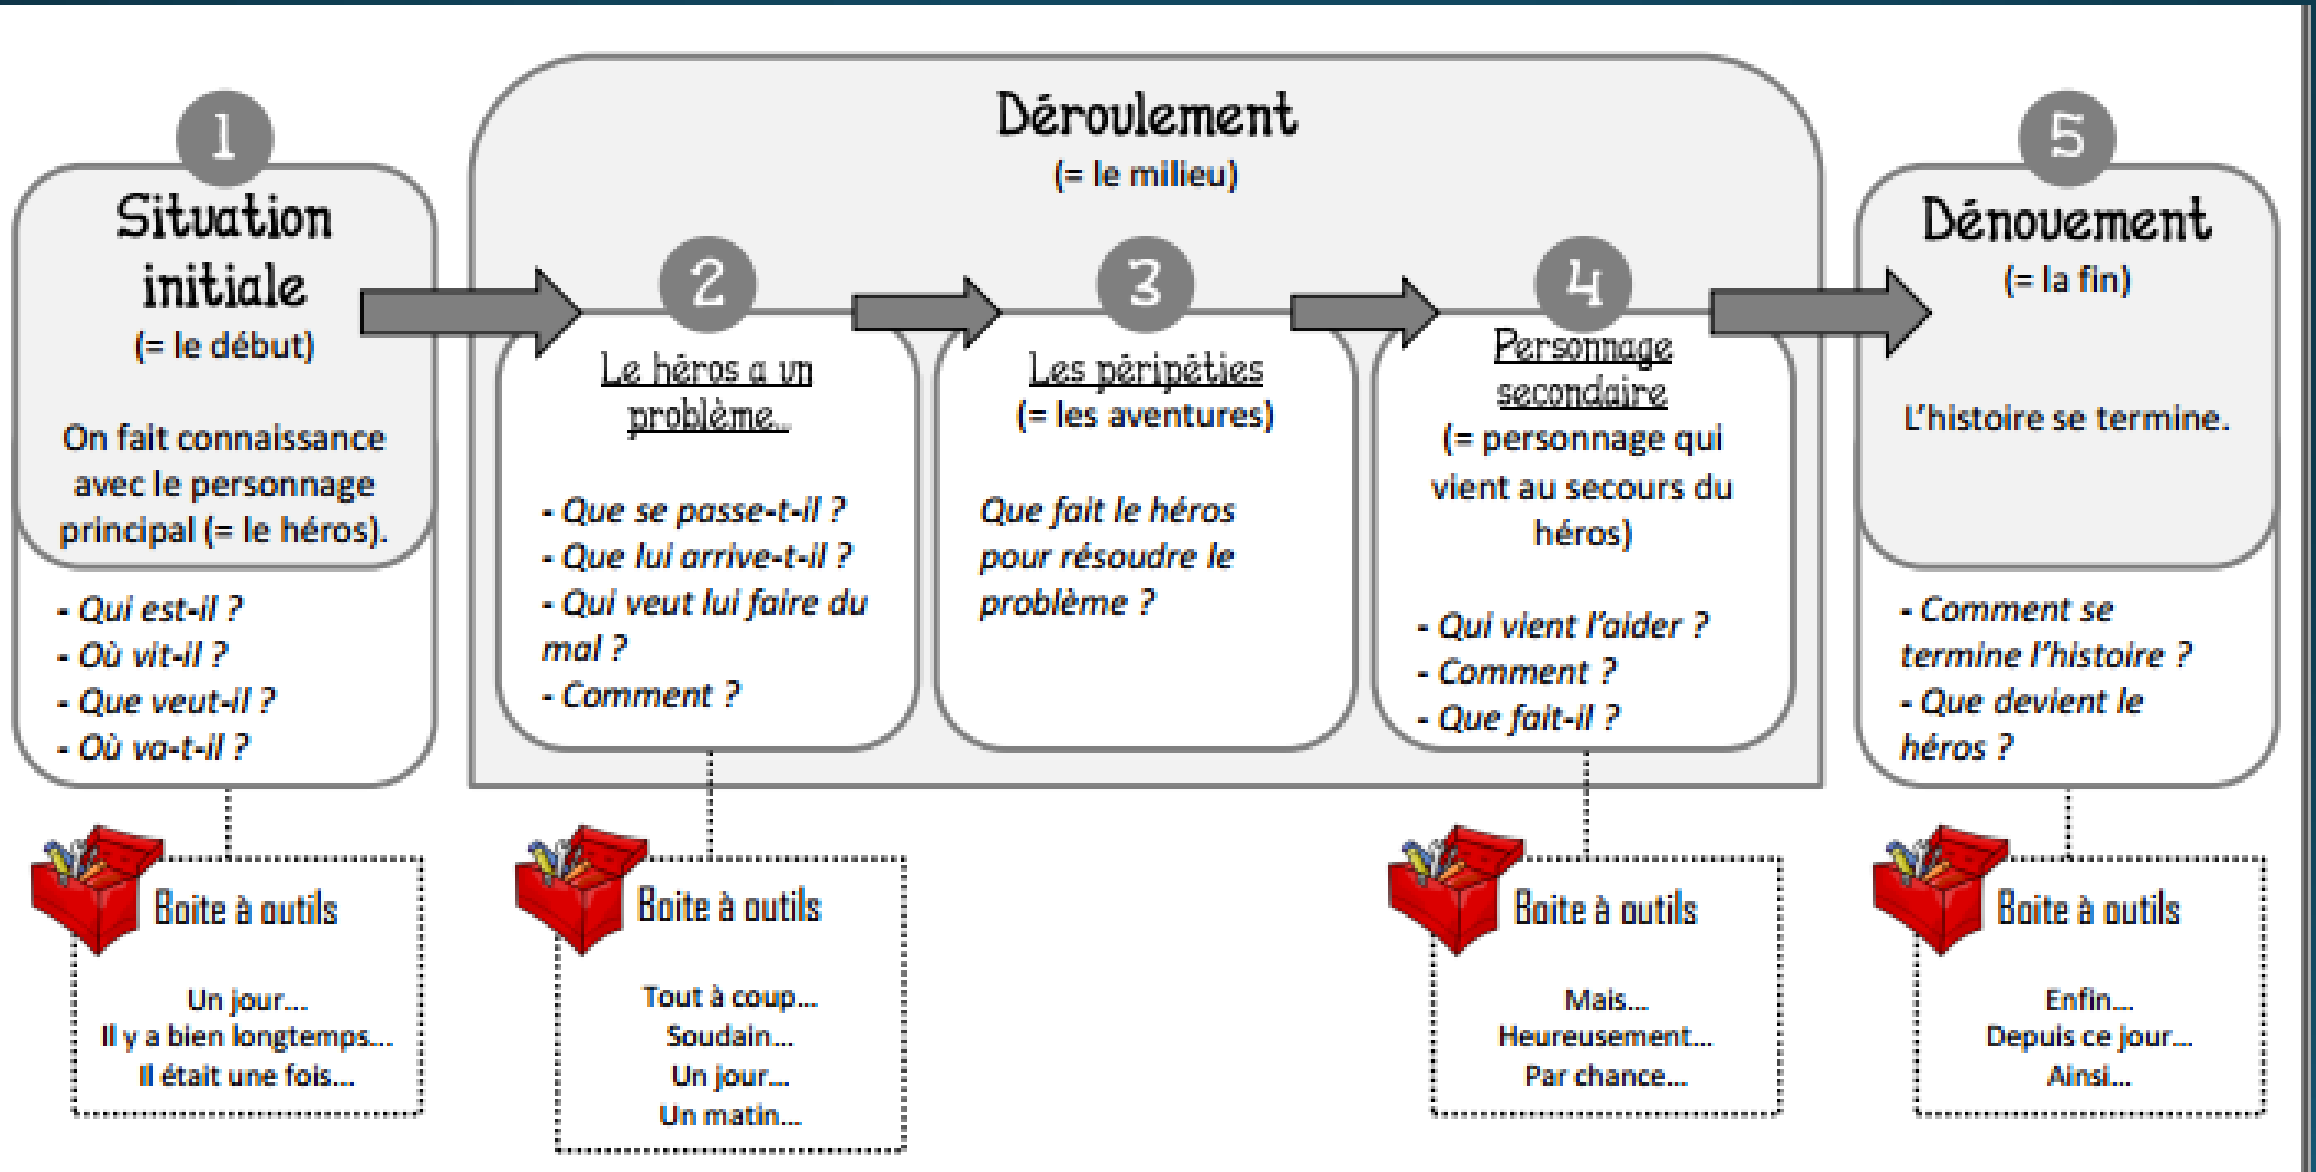 1
Situation
initiale
(= le début)
On fait connaissance
avec le personnage
principal (= le héros).
- Qui est-il ?
- Où vit-il ?
- Que veut-il ?
- Où va-t-il ?
Boite à outils
Un jour...
Il y a bien longtemps...
Il était une fois...
Déroulement
(= le milieu)
2
Le héros a un
problème...
- Que se passe-t-il ?
- Que lui arrive-t-il ?
- Qui veut lui faire du
mal ?
- Comment ?
Boite à outils
Tout à coup...
Soudain...
Un jour...
Un matin...
3
Les péripéties
(= les aventures)
Que fait le héros
pour résoudre le
problème ?
4
Personnage
secondaire
(= personnage qui
vient au secours du
héros)
- Qui vient l'aider ?
- Comment ?
- Que fait-il ?
Boite à outils
Mais...
Heureusement...
Par chance...
5
Dénouement
(= la fin)
L'histoire se termine.
- Comment se
termine l'histoire ?
- Que devient le
héros ?
Boite à outils
Enfin...
Depuis ce jour...
Ainsi...